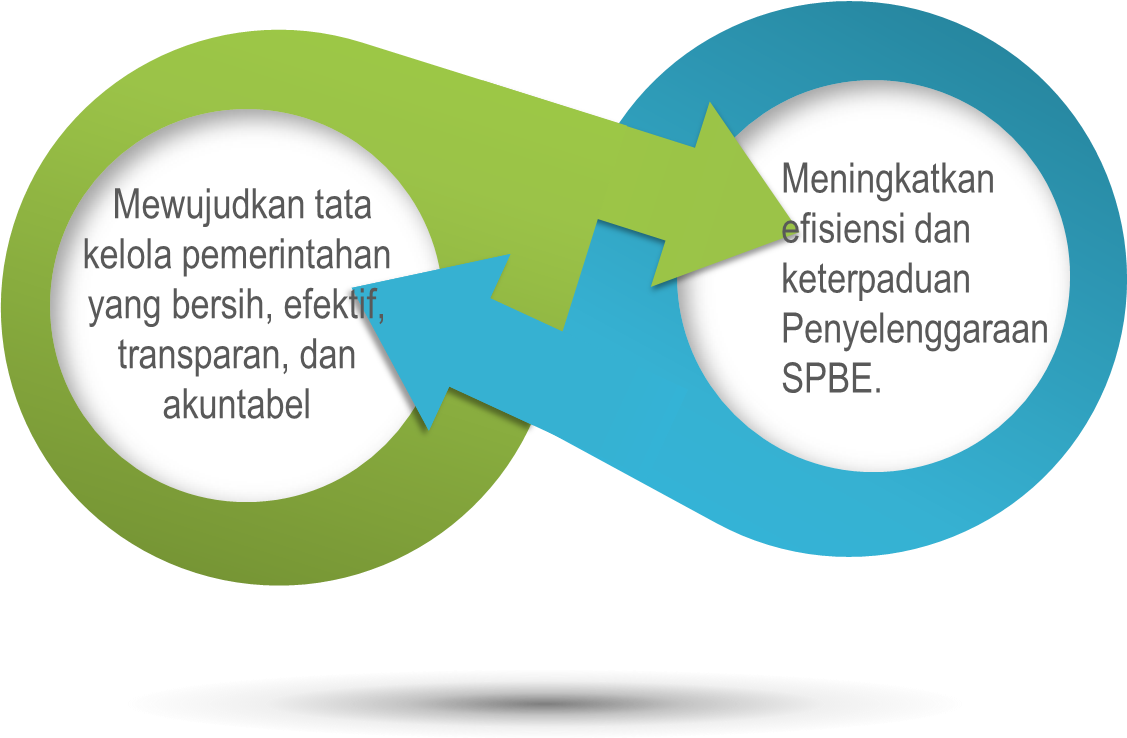 Mewujudkan tata
kelola pemerintahan
yang bersih, efektif,
transparan, dan
akuntabel
Meningkatkan
efisiensi dan
keterpaduan
Penyelenggaraan
SPBE.